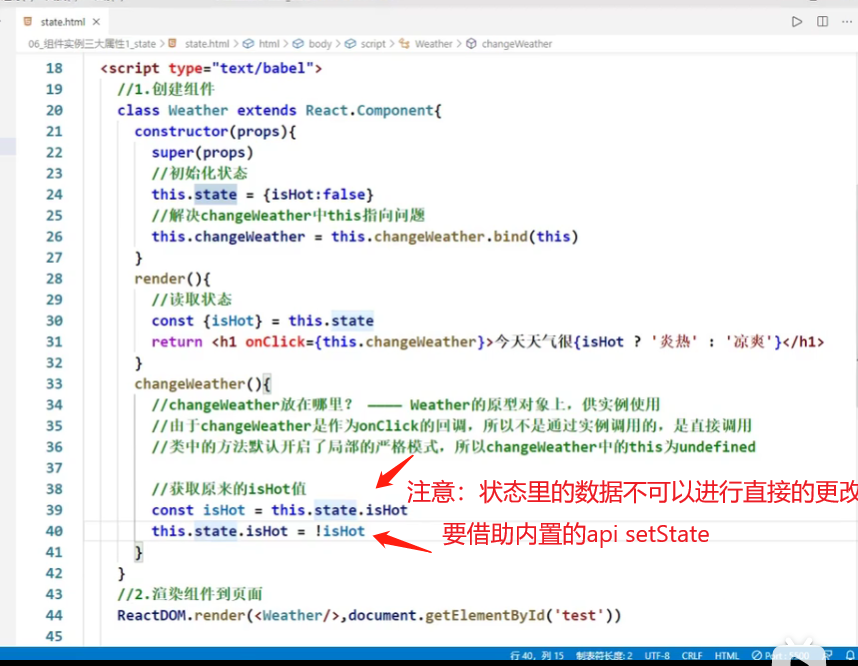 state.html ×
06_组件实例三大属性1_state > state.html > html > body > script > Weather > changeWeather
18 <script type="text/babel">
19 //1.创建组件
20 class Weather extends React.Component{
21 constructor(props){
22 super(props)
23 //初始化状态
24 this.state = {isHot:false}
25 //解决changeWeather中this指向问题
26 this.changeWeather = this.changeWeather.bind(this)
27 }
28 render(){
29 //读取状态
30 const {isHot} = this.state
31 return <h1 onClick={this.changeWeather}>今天天气很{isHot ? '炎热' : '凉爽'}</h1>
32 }
33 changeWeather(){
34 //changeWeather放在哪里? ———— Weather的原型对象上，供实例使用
35 //由于changeWeather是作为onClick的回调，所以不是通过实例调用的，是直接调用
36 //类中的方法默认开启了局部的严格模式，所以changeWeather中的this为undefined
37
38 //获取原来的isHot值
注意：状态里的数据不可以进行直接的更改
39 const isHot = this.state.isHot
40 this.state.isHot = !isHot
要借助内置的api setState
41 }
42 }
43 //2.渲染组件到页面
44 ReactDOM.render(<Weather/>,document.getElementById('test'))
45
行 40，列 15 制表符长度: 2 UTF-8 CRLF HTML